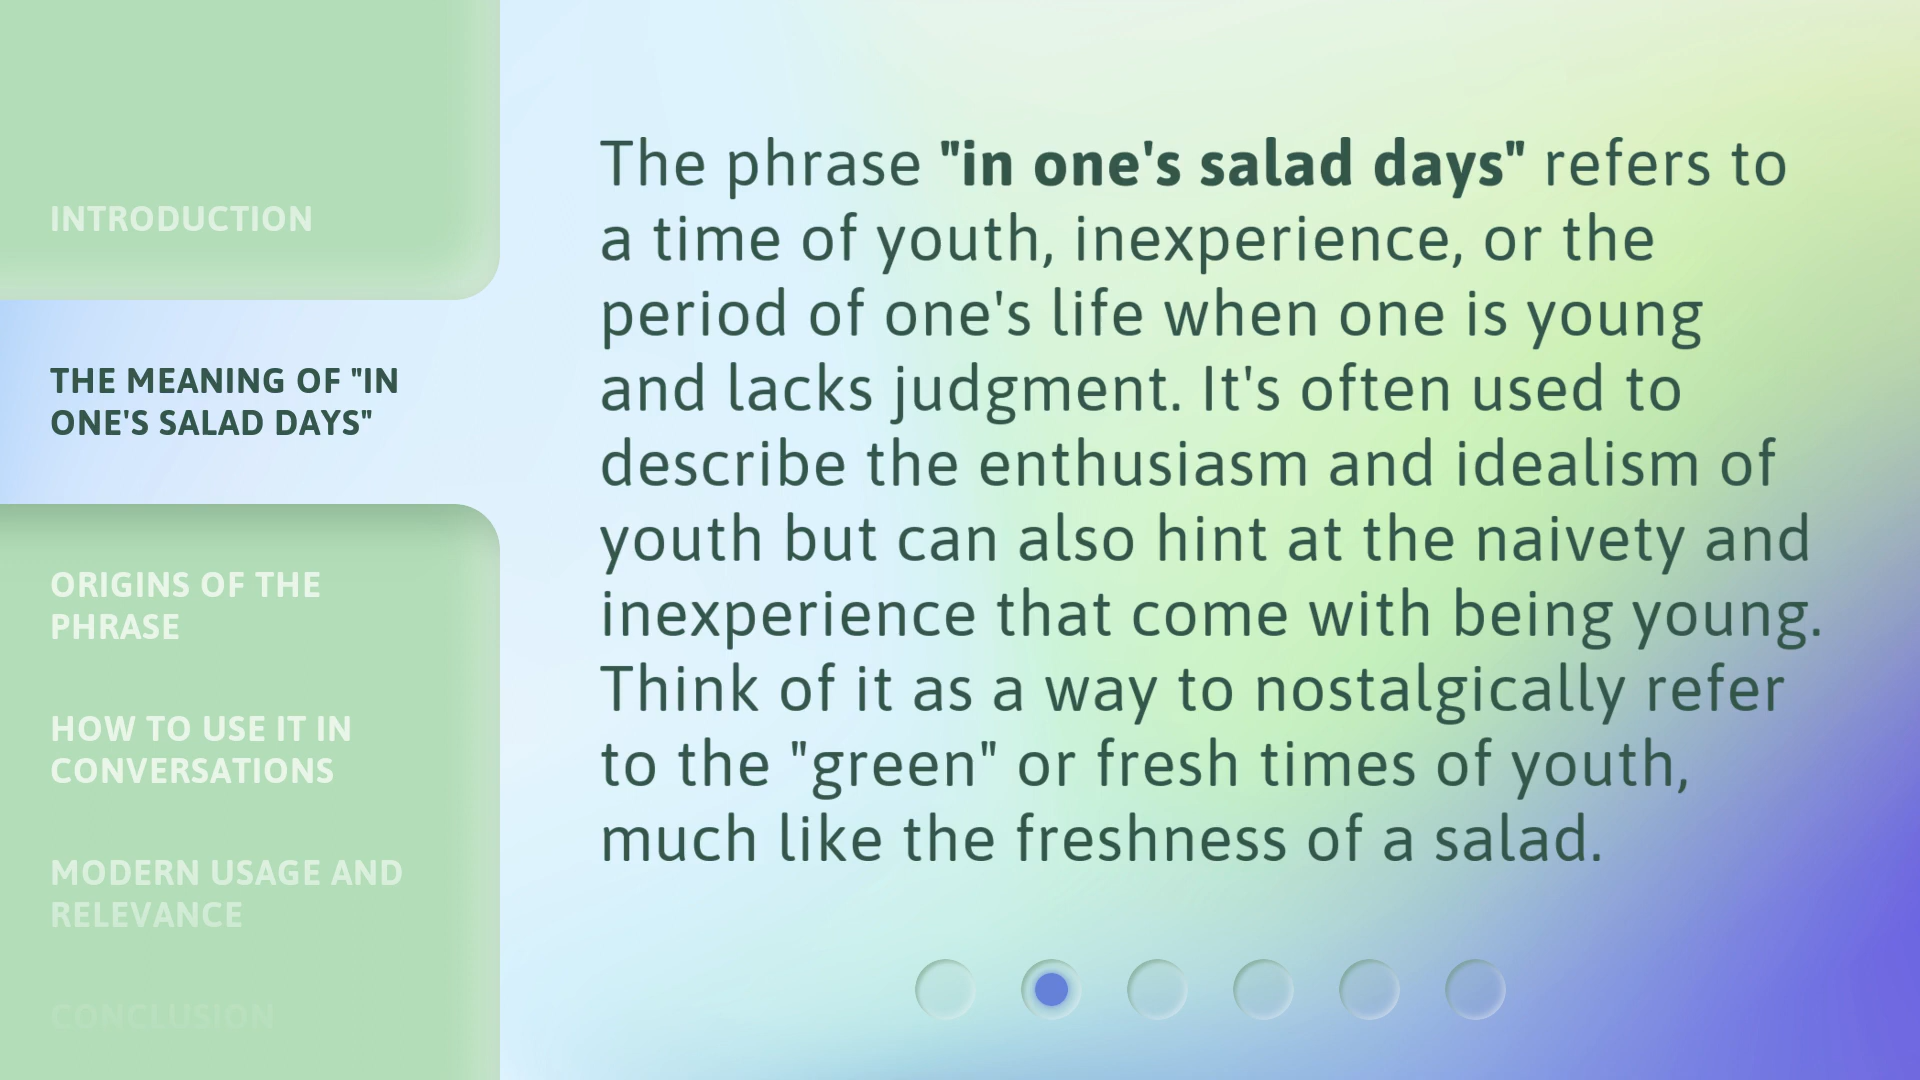 INTRODUCTION
THE MEANING OF "IN
ONE'S SALAD DAYS"
ORIGINS OF THE
PHRASE
HOW TO USE IT IN
CONVERSATIONS
MODERN USAGE AND
RELEVANCE
CONCLUSION
The phrase "in one's salad days" refers to
a time of youth, inexperience, or the
period of one's life when one is young
and lacks judgment. It's often used to
describe the enthusiasm and idealism of
youth but can also hint at the naivety and
inexperience that come with being young.
Think of it as a way to nostalgically refer
to the "green" or fresh times of youth,
much like the freshness of a salad.